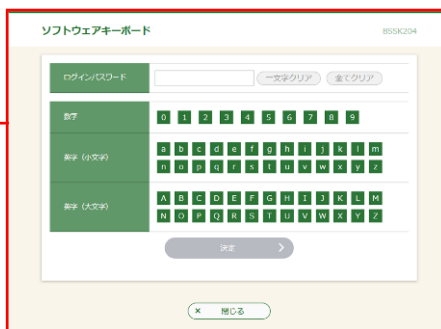 ソフトウェアキーボード
BSSK204
ログインパスワード
一文字クリア 全てクリア
数字
0 1 2 3 4 5 6 7 8 9
英字（小文字）
a b c d e f g h i j k l m
n o p q r s t u v w x y z
英字（大文字）
A B C D E F G H I J K L M
N O P Q R S T U V W X Y Z
決定
× 閉じる